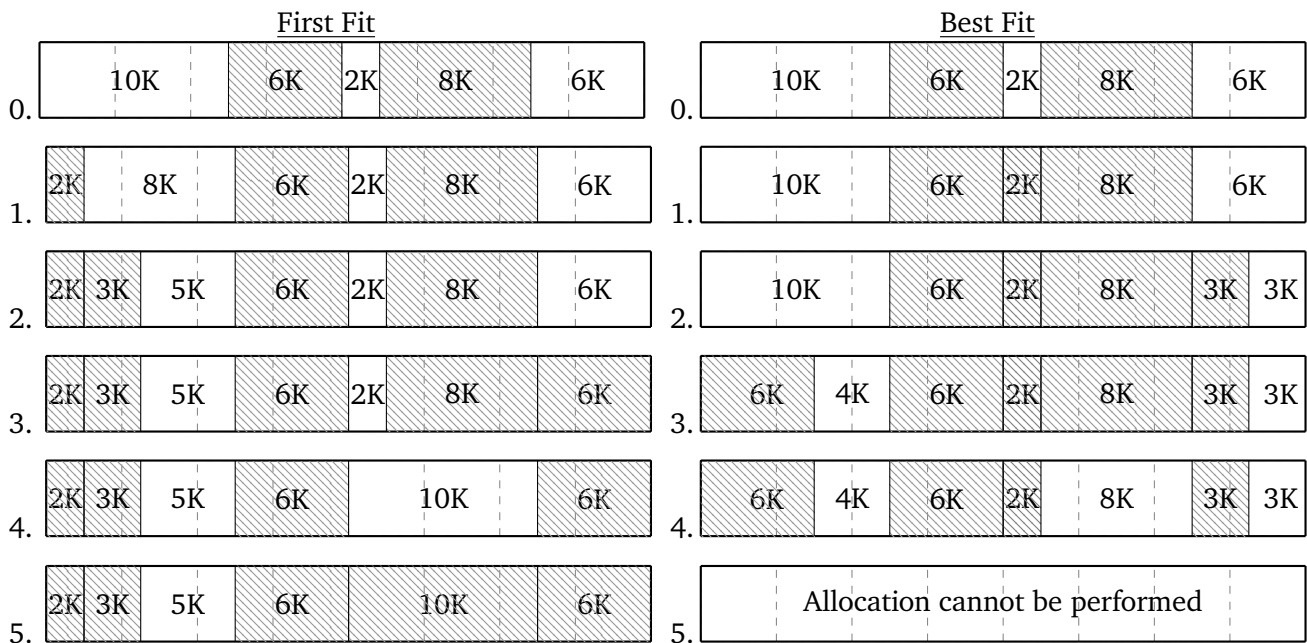 First Fit
0. 10K 6K 2K 8K 6K
1. 2K 8K 6K 2K 8K 6K
2. 2K 3K 5K 6K 2K 8K 6K
3. 2K 3K 5K 6K 2K 8K 6K
4. 2K 3K 5K 6K 10K 6K
5. 2K 3K 5K 6K 10K 6K
Best Fit
0. 10K 6K 2K 8K 6K
1. 10K 6K 2K 8K 6K
2. 10K 6K 2K 8K 3K 3K
3. 6K 4K 6K 2K 8K 3K 3K
4. 6K 4K 6K 2K 8K 3K 3K
5. Allocation cannot be performed